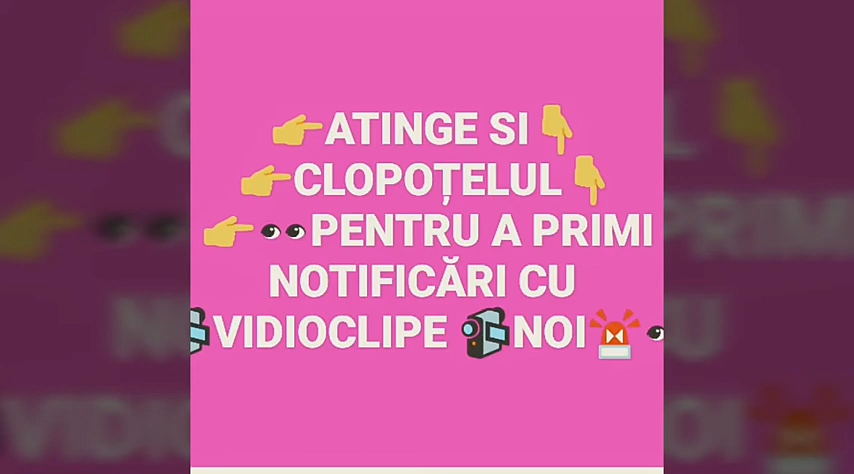 👉ATINGE SI👇
👉CLOPOȚELUL👇
👉👀PENTRU A PRIMI
NOTIFICĂRI CU
📹VIDIOCLIPE 📹NOI🚨👀